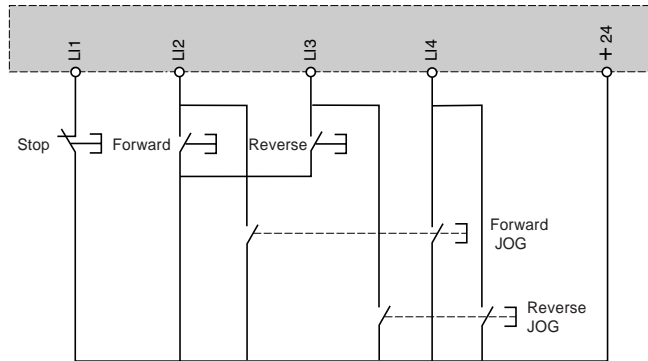 LI1
LI2
LI3
LI4
+ 24
Stop
Forward
Reverse
Forward
JOG
Reverse
JOG